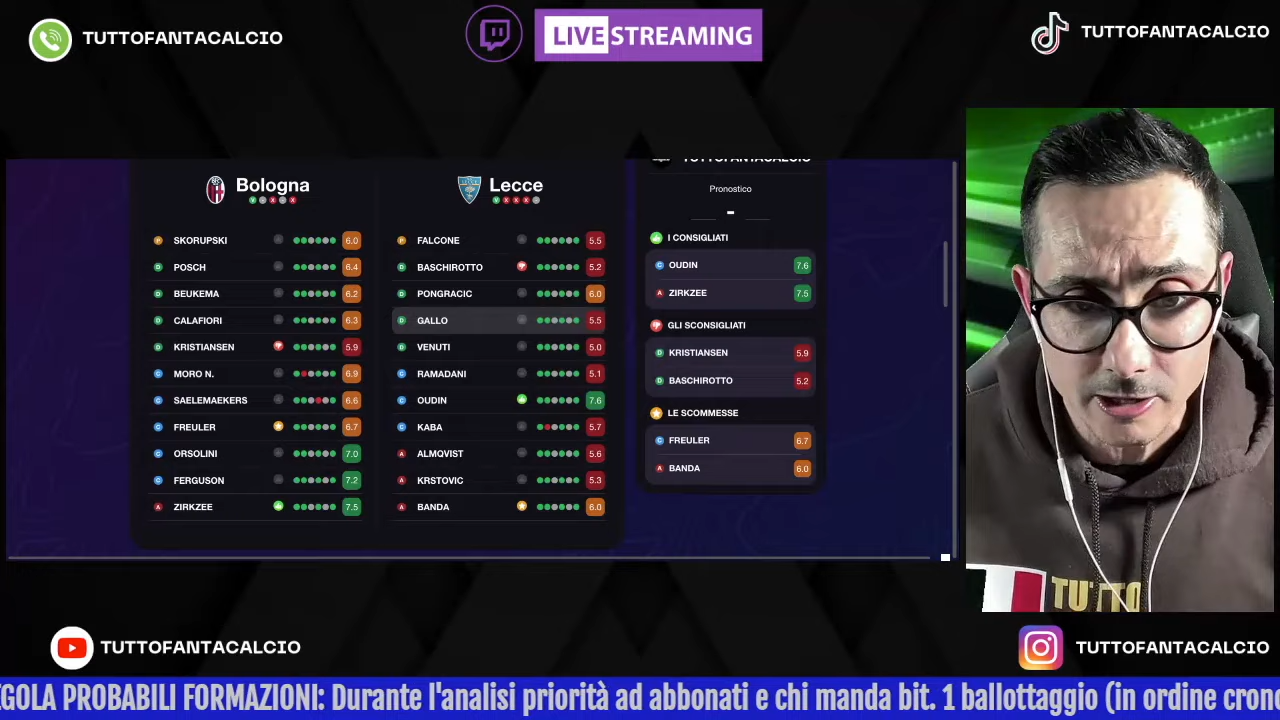 TUTTOFANTACALCIO
LIVESTREAMING
TUTTOFANTACALCIO
TUTTOFANTACALCIO
Bologna
Lecce
Pronostico
SKORUPSKI 6.0
POSCH 6.4
BEUKEMA 6.2
CALAFIORI 6.3
KRISTIANSEN 5.9
MORO N. 6.9
SAELEMAEKERS 6.6
FREULER 6.7
ORSOLINI 7.0
FERGUSON 7.2
ZIRKZEE 7.5
FALCONE 5.5
BASCHIROTTO 5.2
PONGRACIC 6.0
GALLO 5.5
VENUTI 5.0
RAMADANI 5.1
OUDIN 7.6
KABA 5.7
ALMQVIST 5.6
KRSTOVIC 5.3
BANDA 6.0
I CONSIGLIATI
OUDIN 7.6
ZIRKZEE 7.5
GLI SCONSIGLIATI
KRISTIANSEN 5.9
BASCHIROTTO 5.2
LE SCOMMESSE
FREULER 6.7
BANDA 6.0
TUTTOFANTACALCIO
TUTTOFANTACALCIO
EGOLA PROBABILI FORMAZIONI: Durante l'analisi priorità ad abbonati e chi manda bit. 1 ballottaggio (in ordine crono